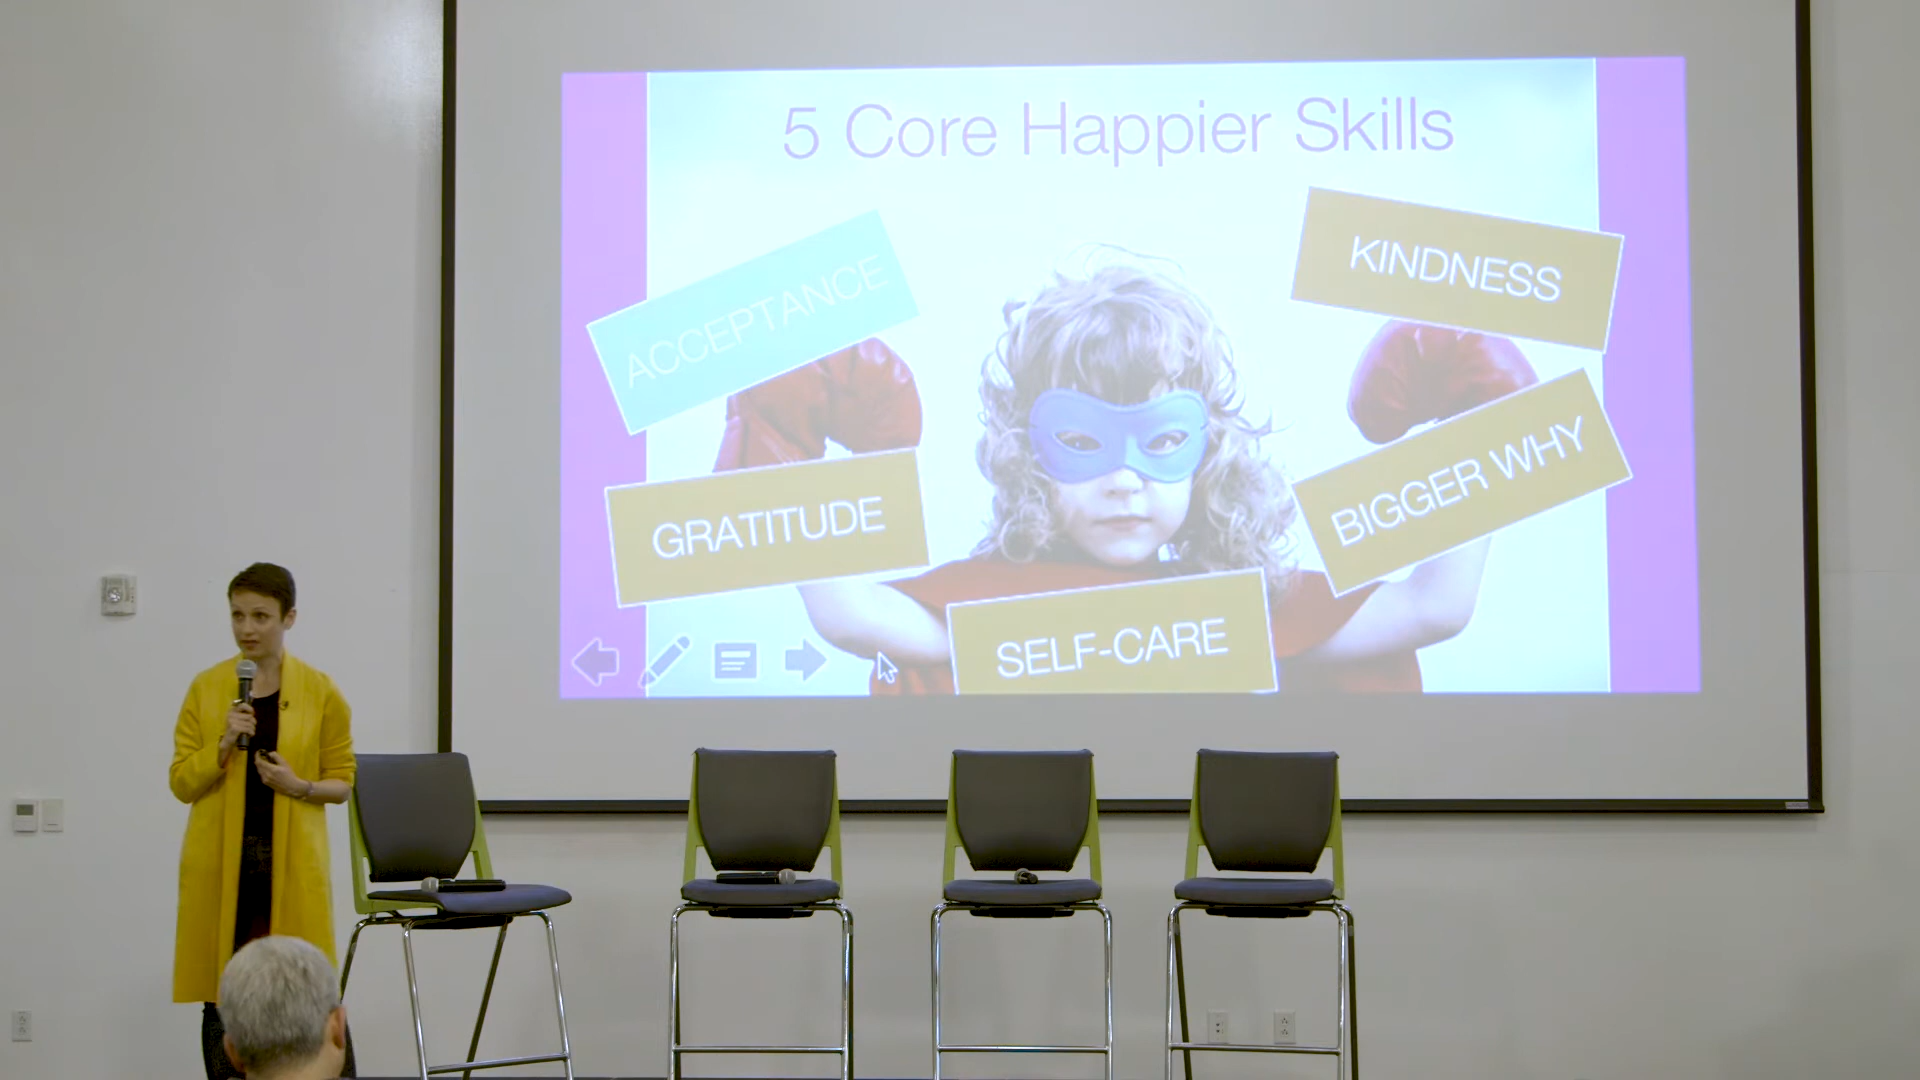 5 Core Happier Skills
ACCEPTANCE
KINDNESS
GRATITUDE
BIGGER WHY
SELF-CARE